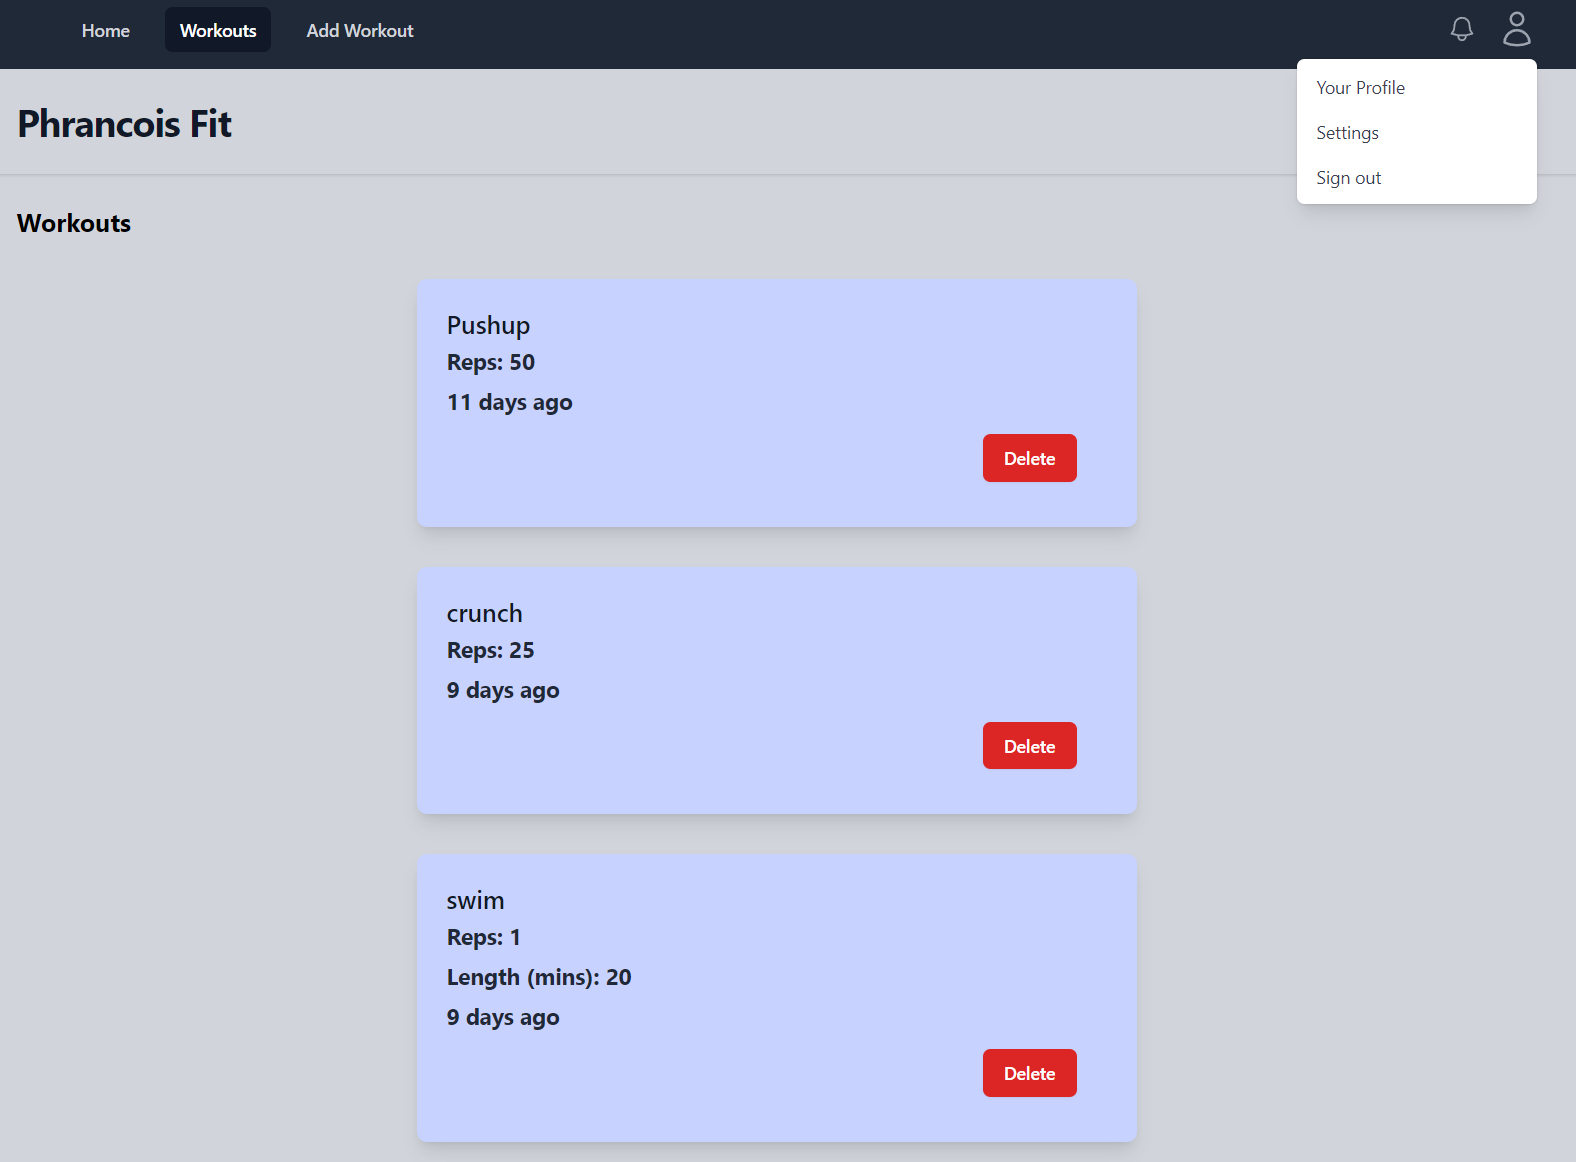 Home Workouts Add Workout
Your Profile
Settings
Sign out
Phrancois Fit
Workouts
Pushup
Reps: 50
11 days ago
Delete
crunch
Reps: 25
9 days ago
Delete
swim
Reps: 1
Length (mins): 20
9 days ago
Delete